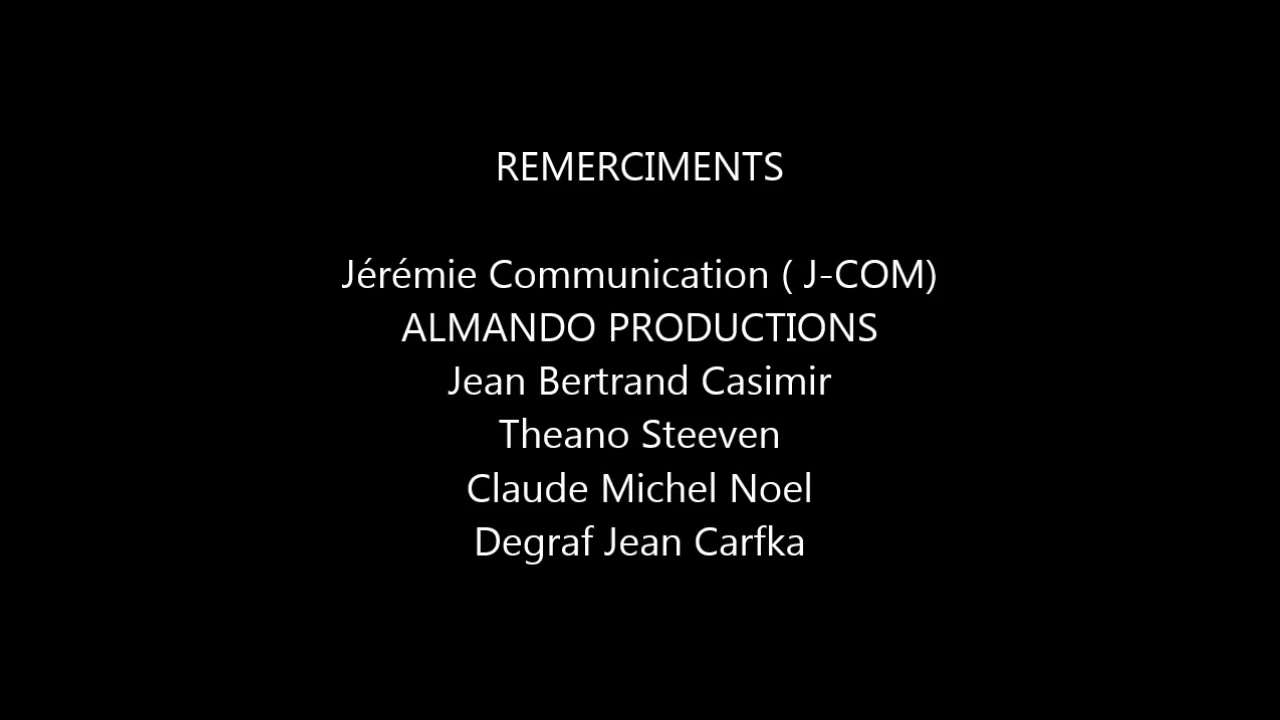 REMERCIMENTS
Jérémie Communication ( J-COM)
ALMANDO PRODUCTIONS
Jean Bertrand Casimir
Theano Steeven
Claude Michel Noel
Degraf Jean Carfka